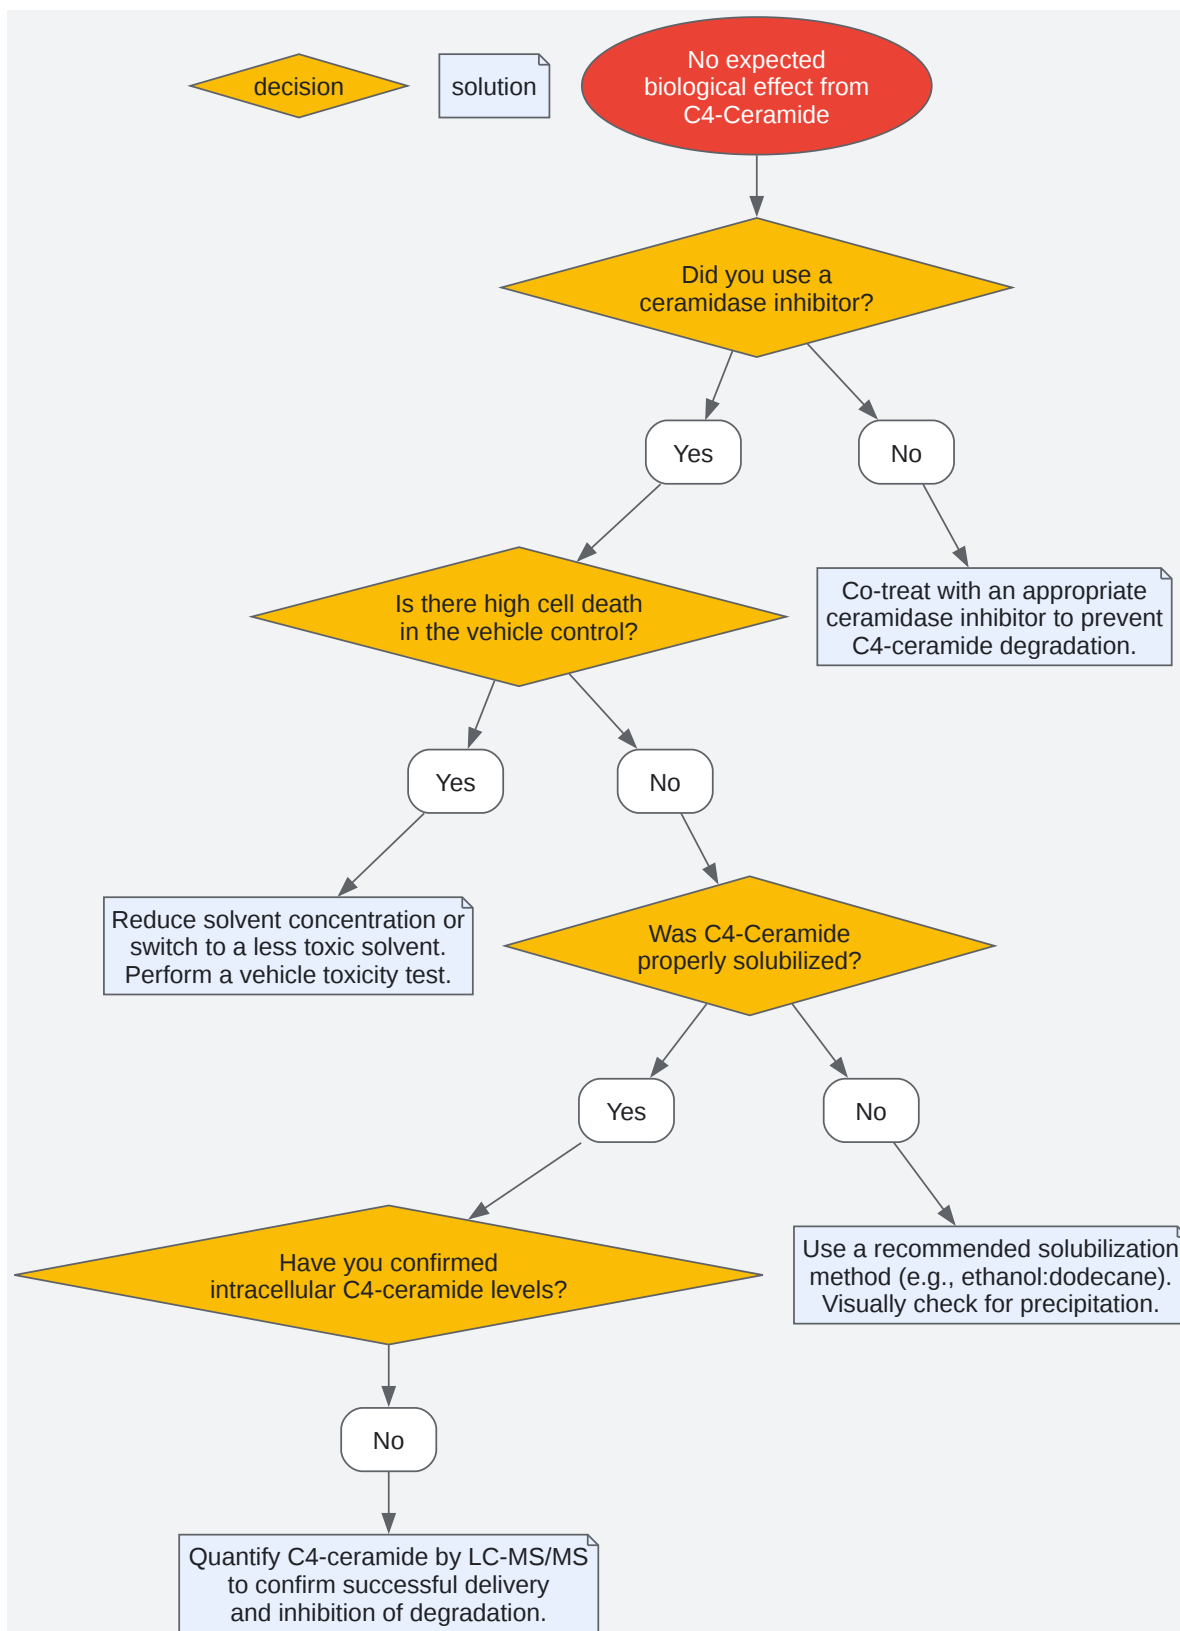 decision
solution
No expected
biological effect from
C4-Ceramide
Did you use a
ceramidase inhibitor?
Yes
No
Is there high cell death
in the vehicle control?
Co-treat with an appropriate
ceramidase inhibitor to prevent
C4-ceramide degradation.
Yes
No
Reduce solvent concentration or
switch to a less toxic solvent.
Perform a vehicle toxicity test.
Was C4-Ceramide
properly solubilized?
Yes
No
Have you confirmed
intracellular C4-ceramide levels?
Use a recommended solubilization
method (e.g., ethanol:dodecane).
Visually check for precipitation.
No
Quantify C4-ceramide by LC-MS/MS
to confirm successful delivery
and inhibition of degradation.